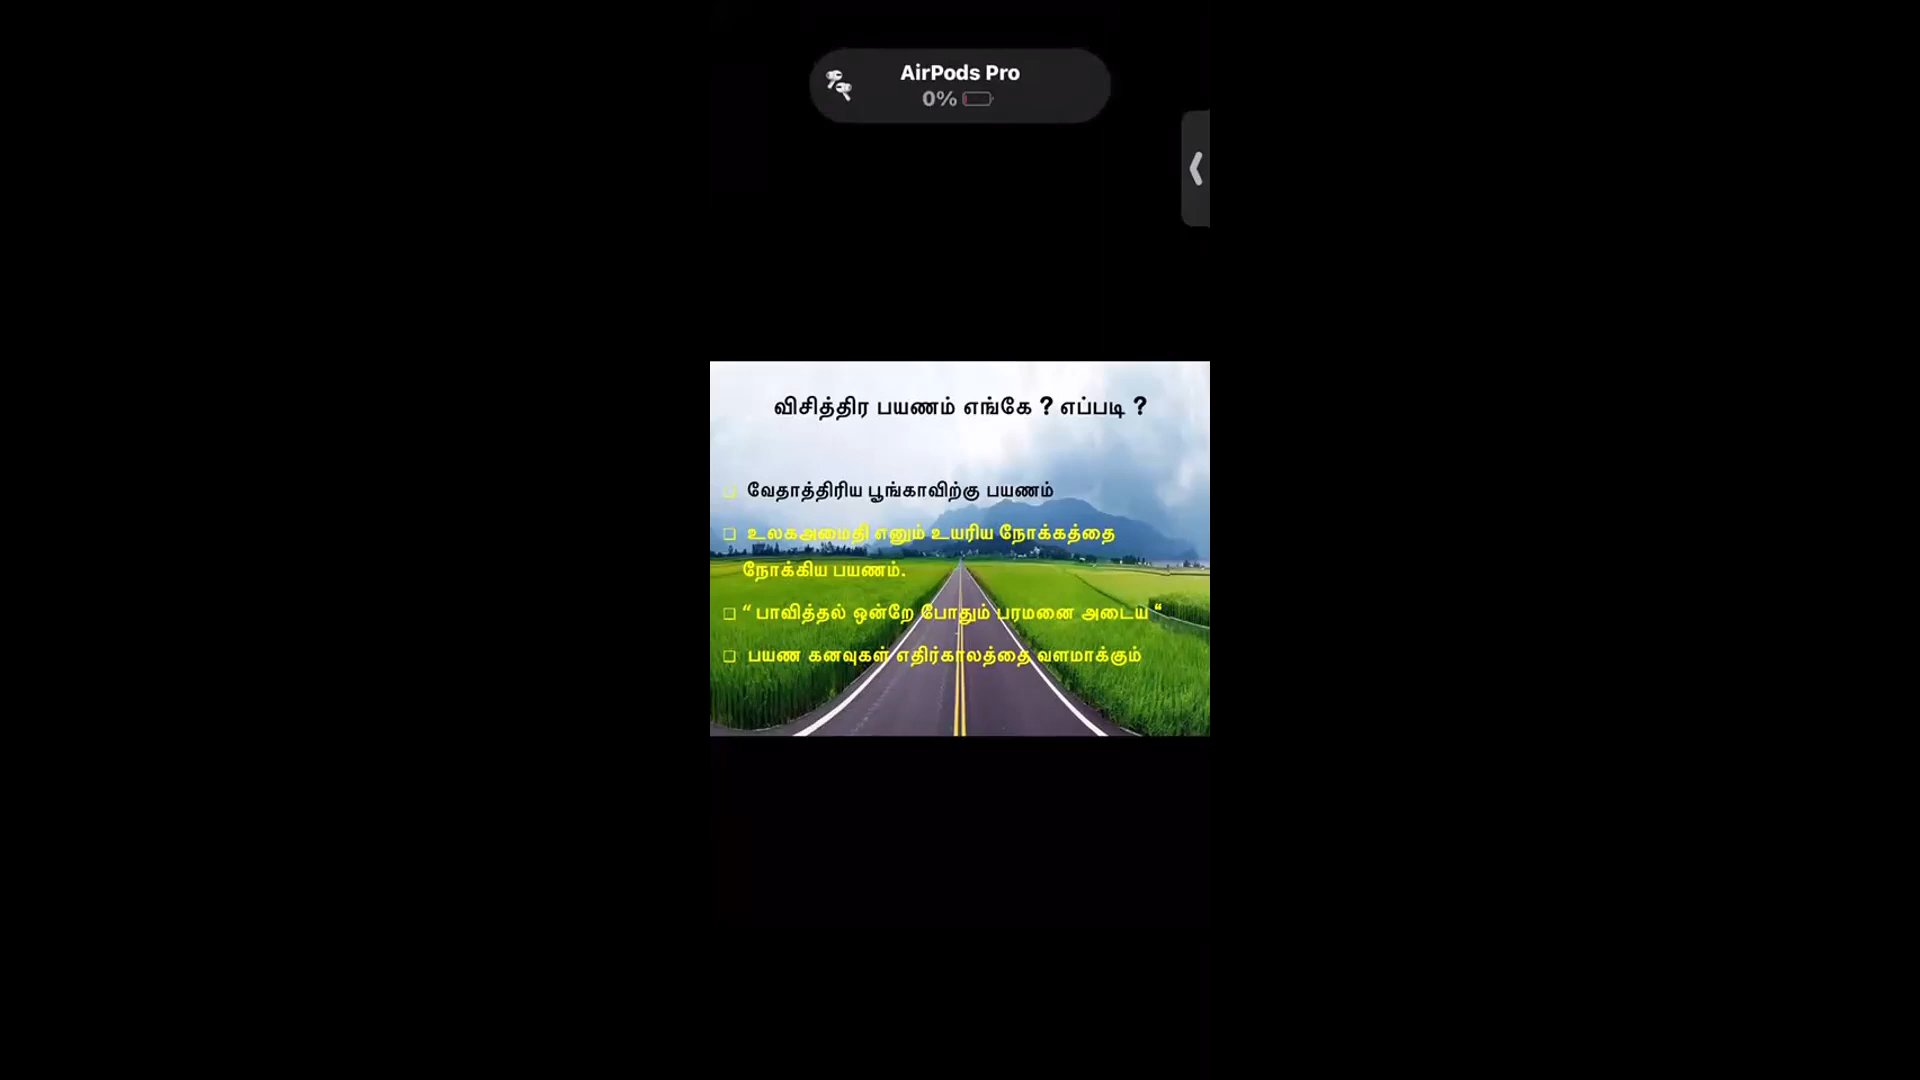 AirPods Pro
0%
விசித்திர பயணம் எங்கே ? எப்படி ?
வேதாத்திரிய பூங்காவிற்கு பயணம்
உலகஅமைதி எனும் உயரிய நோக்கத்தை
நோக்கிய பயணம்.
“ பாவித்தல் ஒன்றே போதும் பரமனை அடைய “
பயண கனவுகள் எதிர்காலத்தை வளமாக்கும்